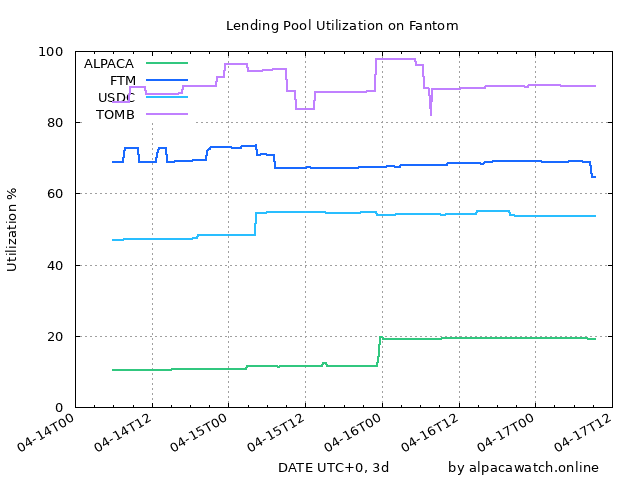 Lending Pool Utilization on Fantom
100
80
60
40
20
0
Utilization %
ALPACA
FTM
USDC
TOMB
04-14T00
04-14T12
04-15T00
04-15T12
04-16T00
04-16T12
04-17T00
04-17T12
DATE UTC+0, 3d
by alpacawatch.online